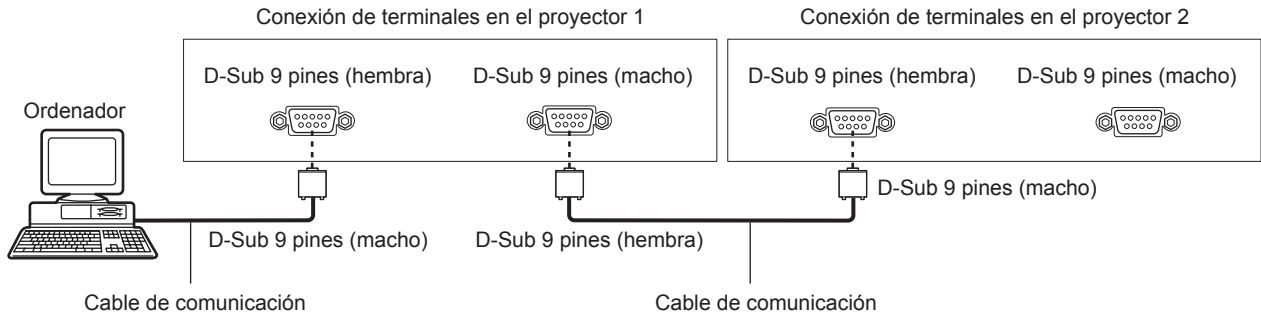 Conexión de terminales en el proyector 1
Conexión de terminales en el proyector 2
D-Sub 9 pines (hembra)
D-Sub 9 pines (macho)
D-Sub 9 pines (hembra)
D-Sub 9 pines (macho)
Ordenador
D-Sub 9 pines (macho)
D-Sub 9 pines (macho)
D-Sub 9 pines (hembra)
Cable de comunicación
Cable de comunicación